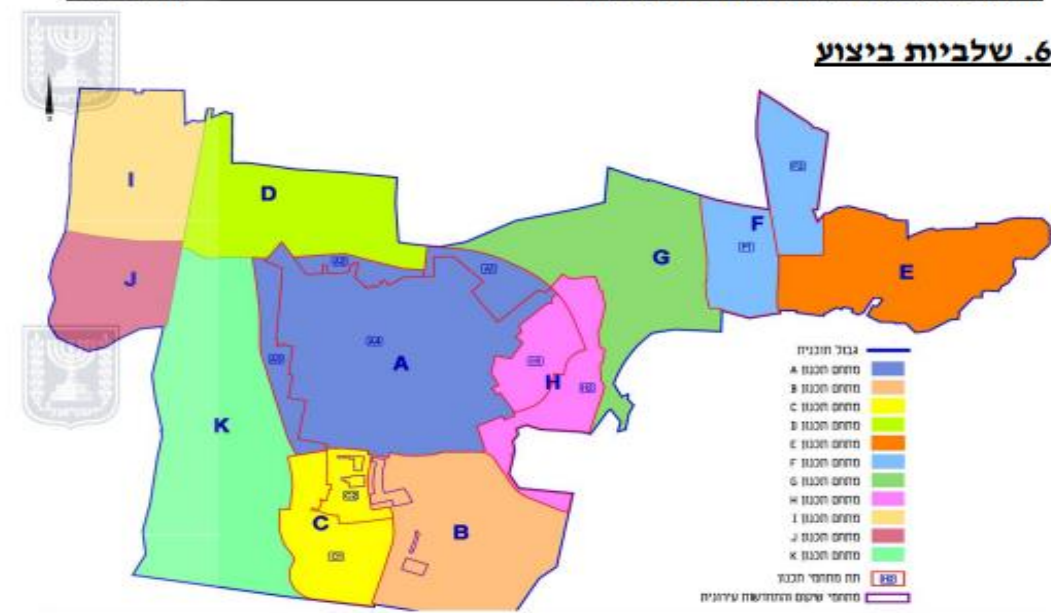 6. שלביות ביצוע
I
D
F
G
E
J
A
H
K
C
B
גבול תוכנית
מתחם תכנון A
מתחם תכנון B
מתחם תכנון C
מתחם תכנון D
מתחם תכנון E
מתחם תכנון F
מתחם תכנון G
מתחם תכנון H
מתחם תכנון I
מתחם תכנון J
מתחם תכנון K
תת מתחמי תכנון
מתחמי שיקום והתחדשות עירונית